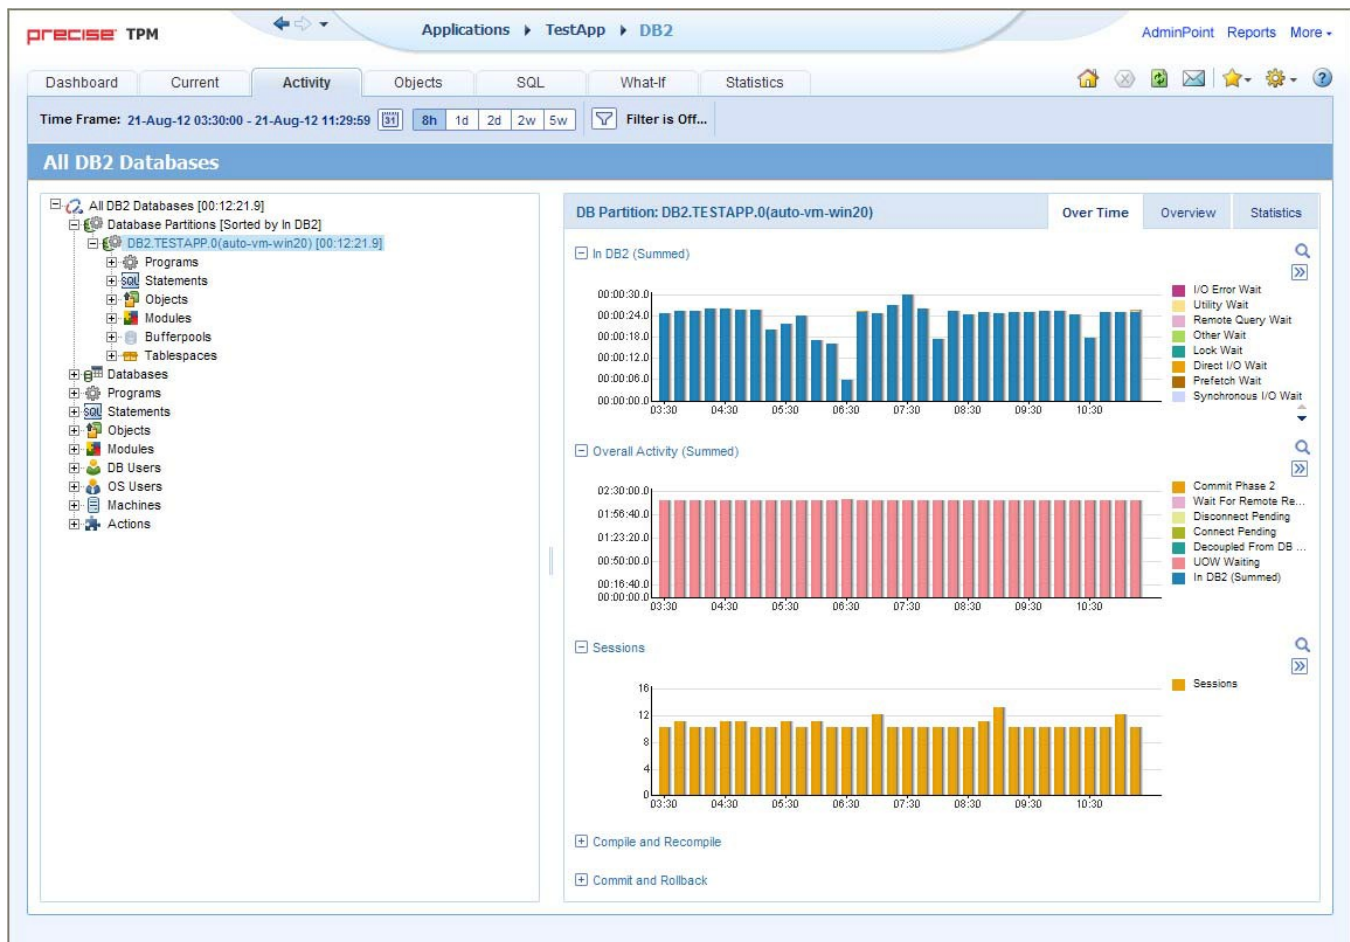 precise TPM
Applications TestApp DB2
AdminPoint Reports More
Dashboard Current Activity Objects SQL What-If Statistics
Time Frame: 21-Aug-12 03:30:00 - 21-Aug-12 11:29:59 31 8h 1d 2d 2w 5w Filter is Off...
All DB2 Databases
All DB2 Databases [00:12:21.9]
Database Partitions [Sorted by In DB2]
DB2.TESTAPP.0(auto-vm-win20) [00:12:21.9]
Programs
SQL Statements
Objects
Modules
Bufferpools
Tablespaces
Databases
Programs
SQL Statements
Objects
Modules
DB Users
OS Users
Machines
Actions
DB Partition: DB2.TESTAPP.0(auto-vm-win20)
Over Time Overview Statistics
In DB2 (Summed)
00:00:30.0
00:00:24.0
00:00:18.0
00:00:12.0
00:00:06.0
00:00:00.0
03:30 04:30 05:30 06:30 07:30 08:30 09:30 10:30
I/O Error Wait
Utility Wait
Remote Query Wait
Other Wait
Lock Wait
Direct I/O Wait
Prefetch Wait
Synchronous I/O Wait
Overall Activity (Summed)
02:30:00.0
01:56:40.0
01:23:20.0
00:50:00.0
00:16:40.0
00:00:00.0
03:30 04:30 05:30 06:30 07:30 08:30 09:30 10:30
Commit Phase 2
Wait For Remote Re...
Disconnect Pending
Connect Pending
Decoupled From DB ...
UOW Waiting
In DB2 (Summed)
Sessions
16
12
8
4
0
03:30 04:30 05:30 06:30 07:30 08:30 09:30 10:30
Sessions
Compile and Recompile
Commit and Rollback